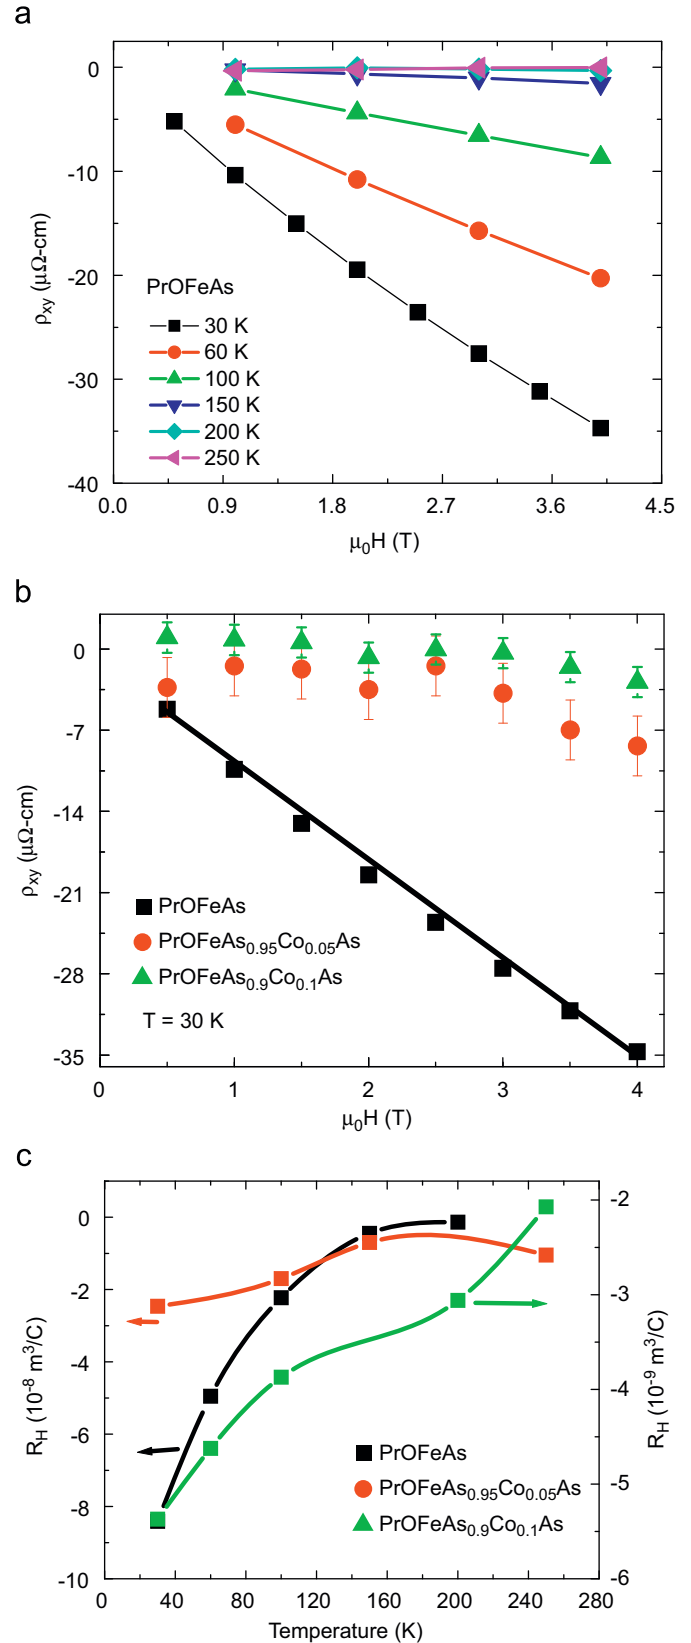 a
0
-10
-20
-30
-40
ρxy (μΩ-cm)
PrOFeAs
30 K
60 K
100 K
150 K
200 K
250 K
0.0 0.9 1.8 2.7 3.6 4.5
μ0H (T)
b
0
-7
-14
-21
-28
-35
ρxy (μΩ-cm)
PrOFeAs
PrOFeAs0.95Co0.05As
PrOFeAs0.9Co0.1As
T = 30 K
0 1 2 3 4
μ0H (T)
c
0
-2
-4
-6
-8
-10
RH (10-8 m3/C)
-2
-3
-4
-5
-6
RH (10-9 m3/C)
PrOFeAs
PrOFeAs0.95Co0.05As
PrOFeAs0.9Co0.1As
0 40 80 120 160 200 240 280
Temperature (K)